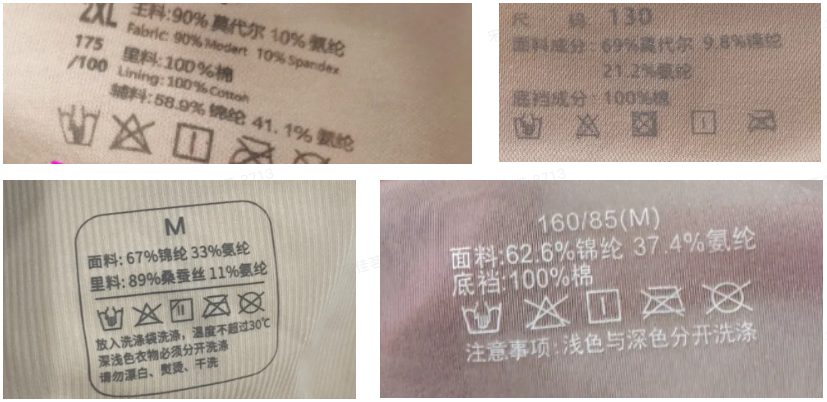 2XL
175
/100
主料:90% 莫代尔 10% 氨纶
Fabric: 90% Modart 10% Spandex
里料:100%棉
Lining:100% Cotton
辅料:58.9% 锦纶 41.1% 氨纶
尺 码 130
面料成分:69%莫代尔 9.8%锦纶
21.2%氨纶
底裆成分:100%棉
M
面料:67%锦纶 33%氨纶
里料:89%桑蚕丝 11%氨纶
放入洗涤袋洗涤,温度不超过30℃
深浅色衣物必须分开洗涤
请勿漂白、熨烫、干洗
160/85(M)
面料:62.6%锦纶 37.4%氨纶
底裆:100%棉
注意事项:浅色与深色分开洗涤